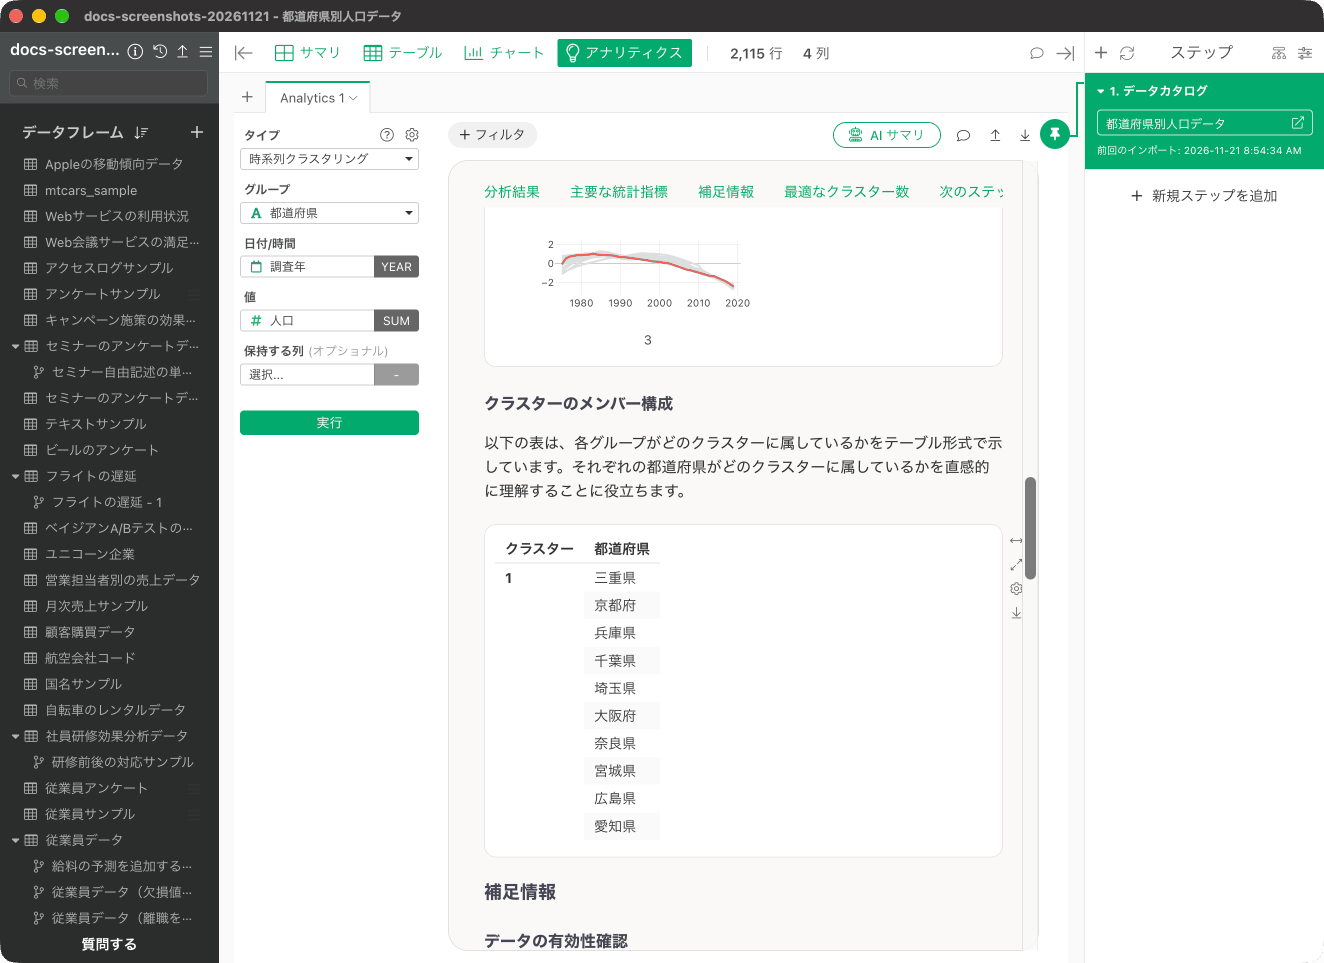 docs-screenshots-20261121 - 都道府県別人口データ
docs-screen...
検索
データフレーム
Appleの移動傾向データ
mtcars_sample
Webサービスの利用状況
Web会議サービスの満足...
アクセスログサンプル
アンケートサンプル
キャンペーン施策の効果...
セミナーのアンケートデ...
セミナー自由記述の単...
セミナーのアンケートデ...
テキストサンプル
ビールのアンケート
フライトの遅延
フライトの遅延 - 1
ベイジアンA/Bテストの...
ユニコーン企業
営業担当者別の売上データ
月次売上サンプル
顧客購買データ
航空会社コード
国名サンプル
自転車のレンタルデータ
社員研修効果分析データ
研修前後の対応サンプル
従業員アンケート
従業員サンプル
従業員データ
給料の予測を追加する...
従業員データ（欠損値...
従業員データ（離職を...
質問する
サマリ
テーブル
チャート
アナリティクス
2,115 行
4 列
Analytics 1
タイプ
時系列クラスタリング
グループ
A 都道府県
日付/時間
調査年
YEAR
値
# 人口
SUM
保持する列 (オプショナル)
選択...
-
実行
+ フィルタ
AI サマリ
分析結果
主要な統計指標
補足情報
最適なクラスター数
次のステッ
2
0
−2
1980
1990
2000
2010
2020
3
クラスターのメンバー構成
以下の表は、各グループがどのクラスターに属しているかをテーブル形式で示
しています。それぞれの都道府県がどのクラスターに属しているかを直感的
に理解することに役立ちます。
クラスター 都道府県
1 三重県
京都府
兵庫県
千葉県
埼玉県
大阪府
奈良県
宮城県
広島県
愛知県
補足情報
データの有効性確認
ステップ
1. データカタログ
都道府県別人口データ
前回のインポート: 2026-11-21 8:54:34 AM
+ 新規ステップを追加